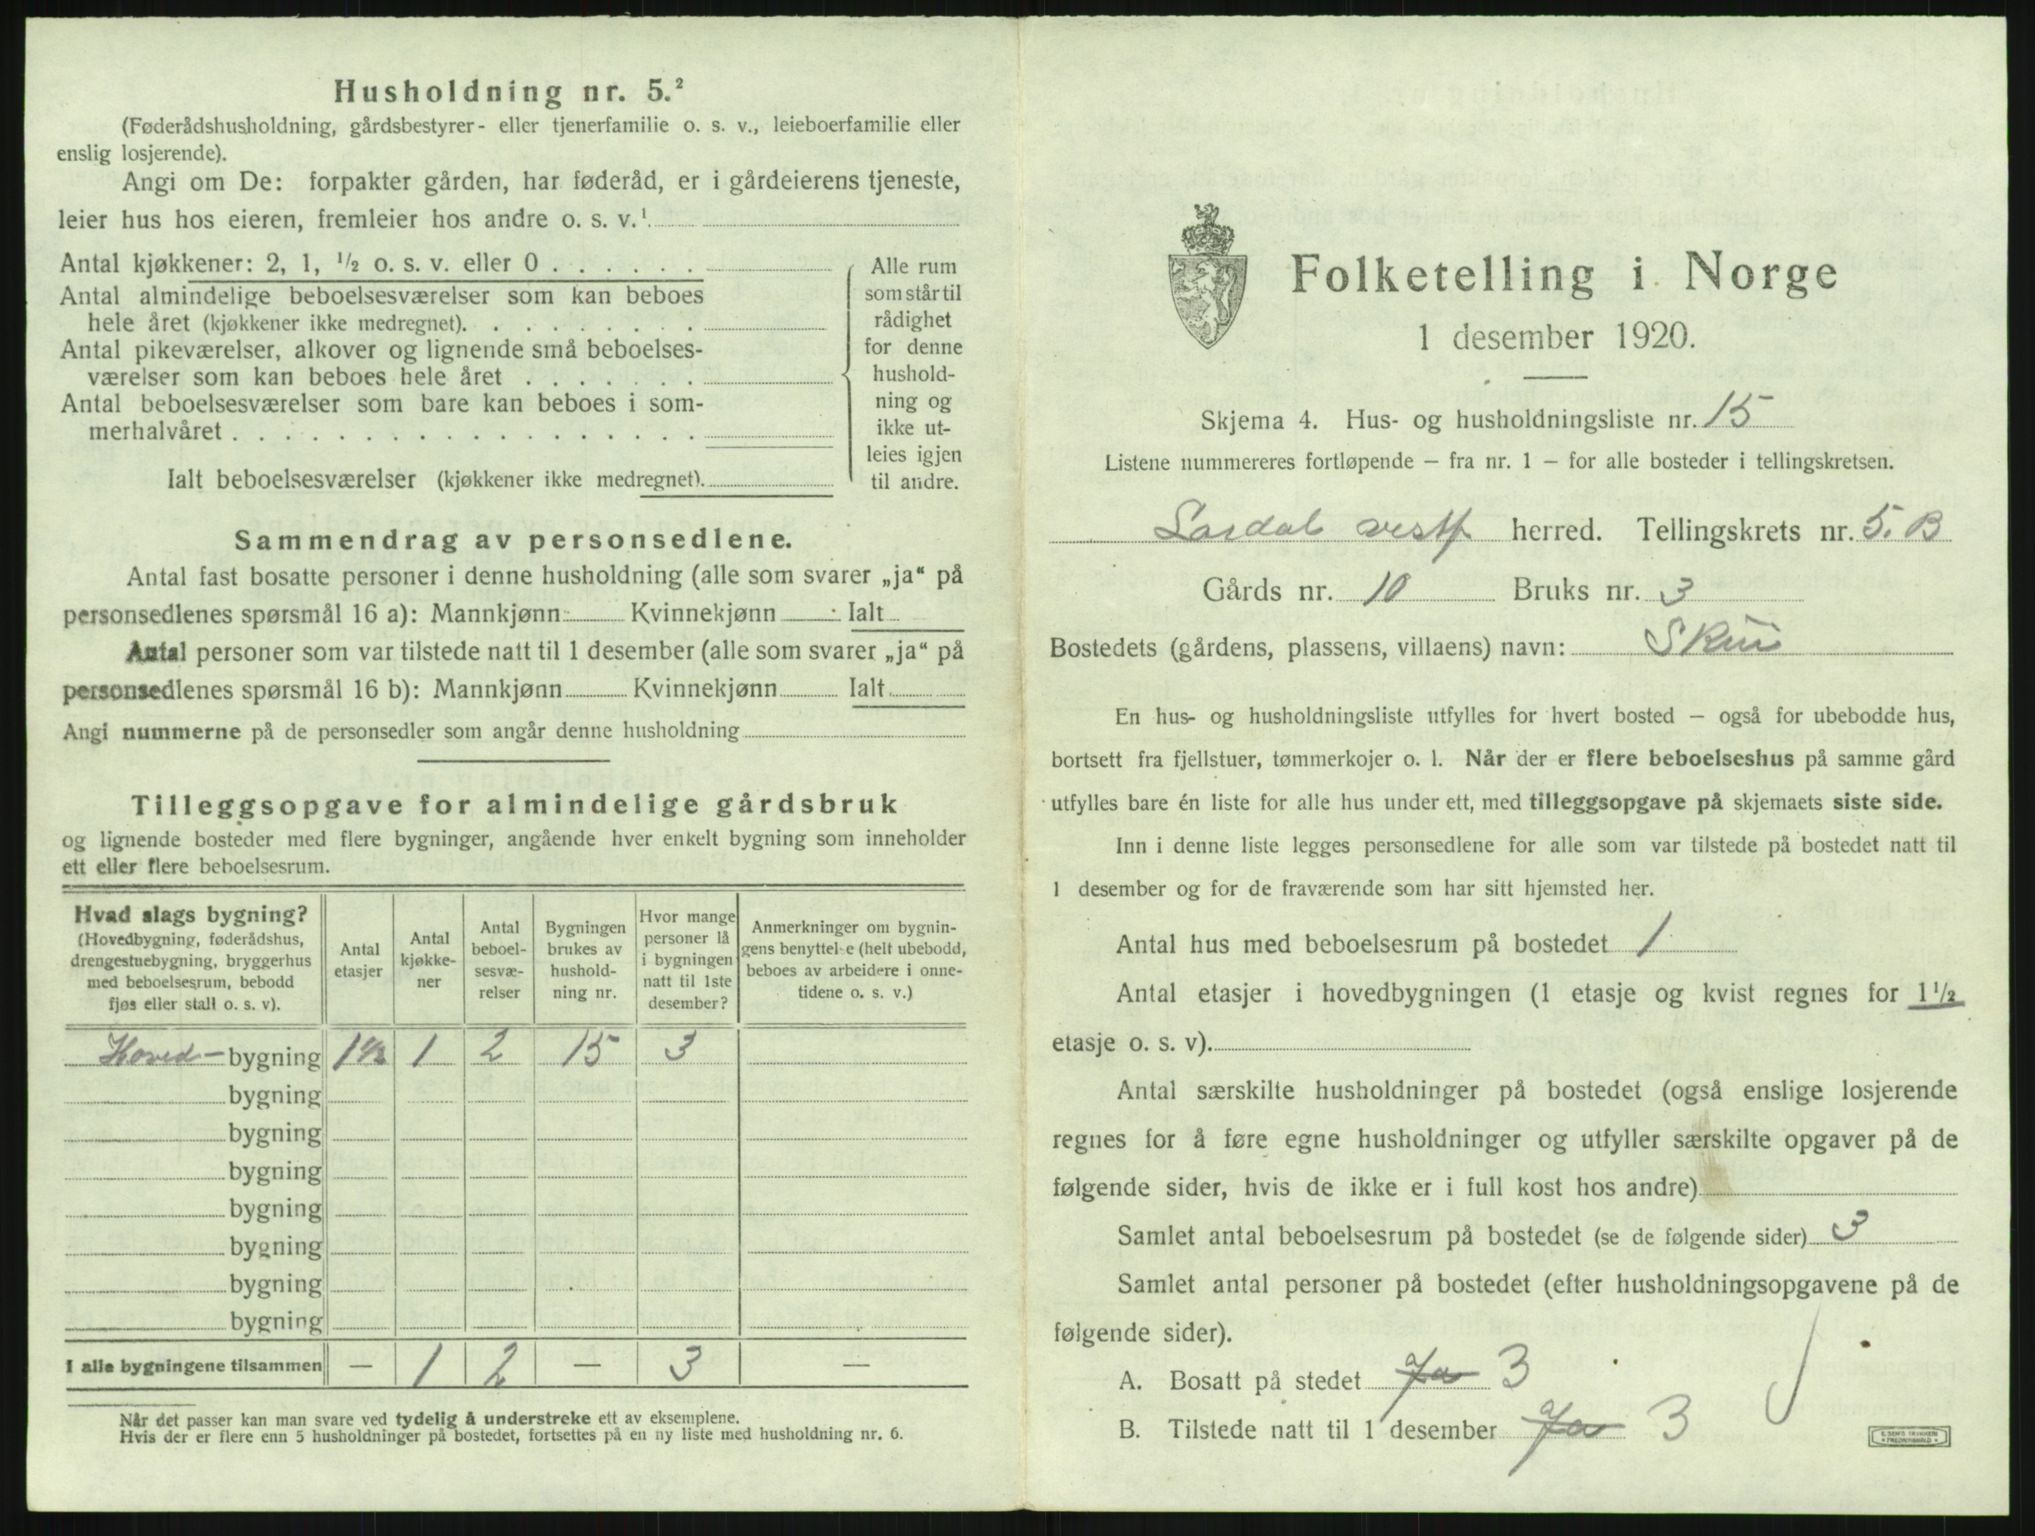 Husholdning nr. 5.²
(Føderådshusholdning, gårdsbestyrer- eller tjenerfamilie o. s. v., leieboerfamilie eller
enslig losjerende).
Angi om De: forpakter gården, har føderåd, er i gårdeierens tjeneste,
leier hus hos eieren, fremleier hos andre o. s. v.¹
Antal kjøkkener: 2, 1, ¹/₂ o. s. v. eller 0 . . . . . .
Antal almindelige beboelsesværelser som kan beboes
hele året (kjøkkener ikke medregnet). . . . . . . . .
Antal pikeværelser, alkover og lignende små beboelses-
værelser som kan beboes hele året . . . . . . .
Antal beboelsesværelser som bare kan beboes i som-
merhalvåret . . . . . . . . . . . . . . . . . .
Ialt beboelsesværelser (kjøkkener ikke medregnet).
Alle rum
som står til
rådighet
for denne
hushold-
ning og
ikke ut-
leies igjen
til andre.
Sammendrag av personsedlene.
Antal fast bosatte personer i denne husholdning (alle som svarer „ja“ på
personsedlenes spørsmål 16 a): Mannkjønn Kvinnekjønn Ialt
Antal personer som var tilstede natt til 1 desember (alle som svarer „ja“ på
personsedlenes spørsmål 16 b): Mannkjønn Kvinnekjønn Ialt
Angi nummerne på de personsedler som angår denne husholdning
Tilleggsopgave for almindelige gårdsbruk
og lignende bosteder med flere bygninger, angående hver enkelt bygning som inneholder
ett eller flere beboelsesrum.
Hvad slags bygning?
(Hovedbygning, føderådshus,
drengestuebygning, bryggerhus
med beboelsesrum, bebodd
fjøs eller stall o. s. v).
Antal
etasjer
Antal
kjøkke-
ner
Antal
beboel-
sesvæ-
relser
Bygningen
brukes av
hushold-
ning nr.
Hvor mange
personer lå
i bygningen
natt til 1ste
desember?
Anmerkninger om bygnin-
gens benyttelse (helt ubebodd,
beboes av arbeidere i onne-
tidene o. s. v.)
Hoved- bygning 1½ 1 2 15 3
bygning
bygning
bygning
bygning
bygning
bygning
bygning
I alle bygningene tilsammen — 1 2 — 3 —
Når det passer kan man svare ved tydelig å understreke ett av eksemplene.
Hvis der er flere enn 5 husholdninger på bostedet, fortsettes på en ny liste med husholdning nr. 6.
Folketelling i Norge
1 desember 1920.
Skjema 4. Hus- og husholdningsliste nr. 15
Listene nummereres fortløpende – fra nr. 1 – for alle bosteder i tellingskretsen.
Lardal vestf herred. Tellingskrets nr. 5. B
Gårds nr. 10 Bruks nr. 3
Bostedets (gårdens, plassens, villaens) navn:
En hus- og husholdningsliste utfylles for hvert bosted – også for ubebodde hus,
bortsett fra fjellstuer, tømmerkojer o. l. Når der er flere beboelseshus på samme gård
utfylles bare én liste for alle hus under ett, med tilleggsopgave på skjemaets siste side.
Inn i denne liste legges personsedlene for alle som var tilstede på bostedet natt til
1 desember og for de fraværende som har sitt hjemsted her.
Antal hus med beboelsesrum på bostedet 1
Antal etasjer i hovedbygningen (1 etasje og kvist regnes for 1¹/₂
etasje o. s. v).
Antal særskilte husholdninger på bostedet (også enslige losjerende
regnes for å føre egne husholdninger og utfyller særskilte opgaver på de
følgende sider, hvis de ikke er i full kost hos andre)
Samlet antal beboelsesrum på bostedet (se de følgende sider) 3
Samlet antal personer på bostedet (efter husholdningsopgavene på de
følgende sider).
A. Bosatt på stedet Ja 3
B. Tilstede natt til 1 desember Ja 3